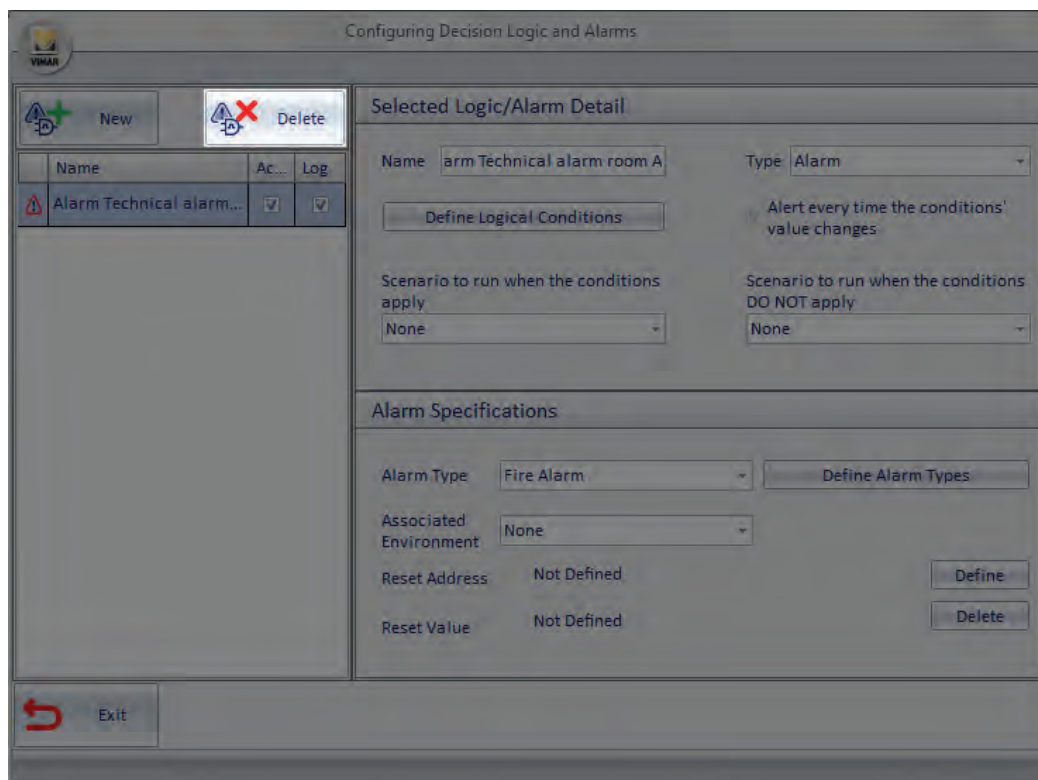 Configuring Decision Logic and Alarms
VIMAR
New
Delete
Name Ac... Log
Alarm Technical alarm...
Selected Logic/Alarm Detail
Name arm Technical alarm room A Type Alarm
Define Logical Conditions
Alert every time the conditions'
value changes
Scenario to run when the conditions
apply
None
Scenario to run when the conditions
DO NOT apply
None
Alarm Specifications
Alarm Type Fire Alarm Define Alarm Types
Associated
Environment
None
Reset Address Not Defined Define
Reset Value Not Defined Delete
Exit